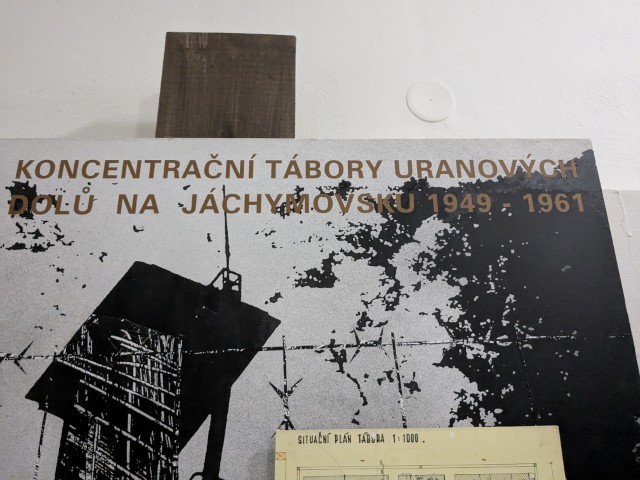 KONCENTRAČNÍ TÁBORY URANOVÝCH
DOLŮ NA JÁCHYMOVSKU 1949 - 1961
SITUAČNÍ PLÁN TÁBORA 1:1000.